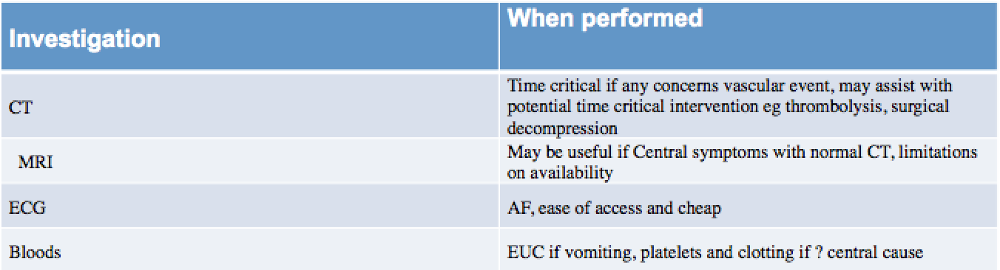 Investigation
When performed
CT
Time critical if any concerns vascular event, may assist with
potential time critical intervention eg thrombolysis, surgical
decompression
MRI
May be useful if Central symptoms with normal CT, limitations
on availability
ECG
AF, ease of access and cheap
Bloods
EUC if vomiting, platelets and clotting if ? central cause